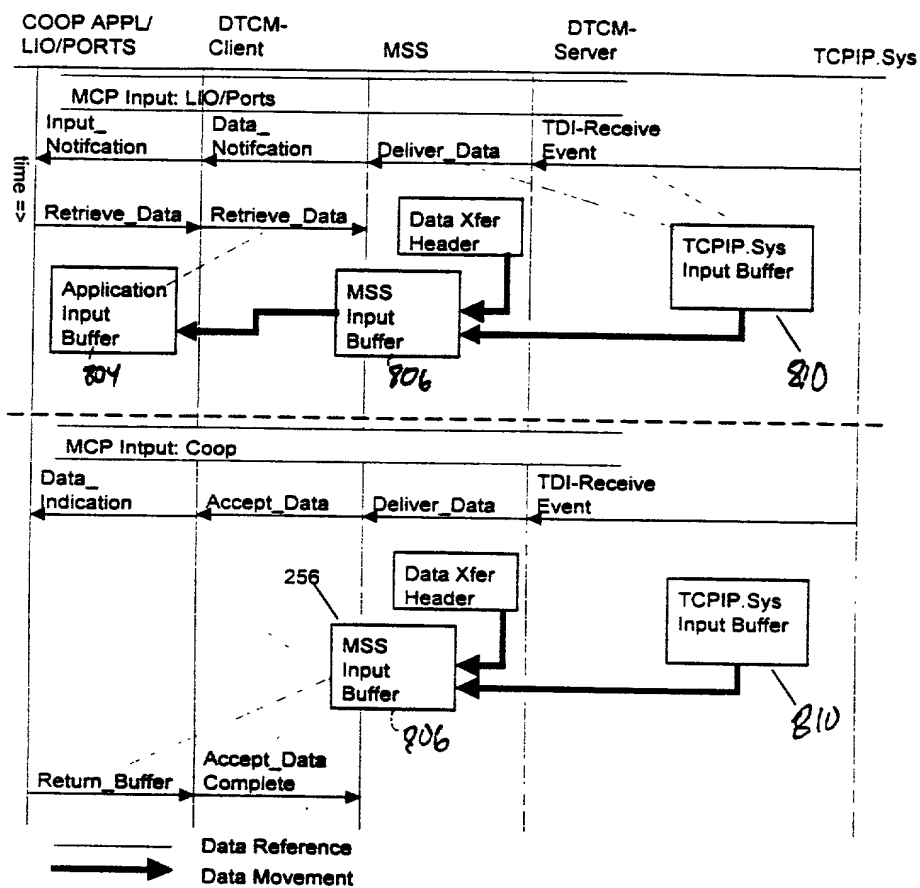 COOP APPL/
LIO/PORTS
DTCM-
Client
MSS
DTCM-
Server
TCPIP.Sys
MCP Input: LIO/Ports
Input_
Notifcation
Data_
Notifcation
Deliver_Data
TDI-Receive
Event
time =>
Retrieve_Data
Retrieve_Data
Data Xfer
Header
TCPIP.Sys
Input Buffer
Application
Input
Buffer
MSS
Input
Buffer
804
806
810
MCP Intput: Coop
Data_
Indication
Accept_Data
Deliver_Data
TDI-Receive
Event
256
Data Xfer
Header
TCPIP.Sys
Input Buffer
MSS
Input
Buffer
806
810
Return_Buffer
Accept_Data
Complete
Data Reference
Data Movement